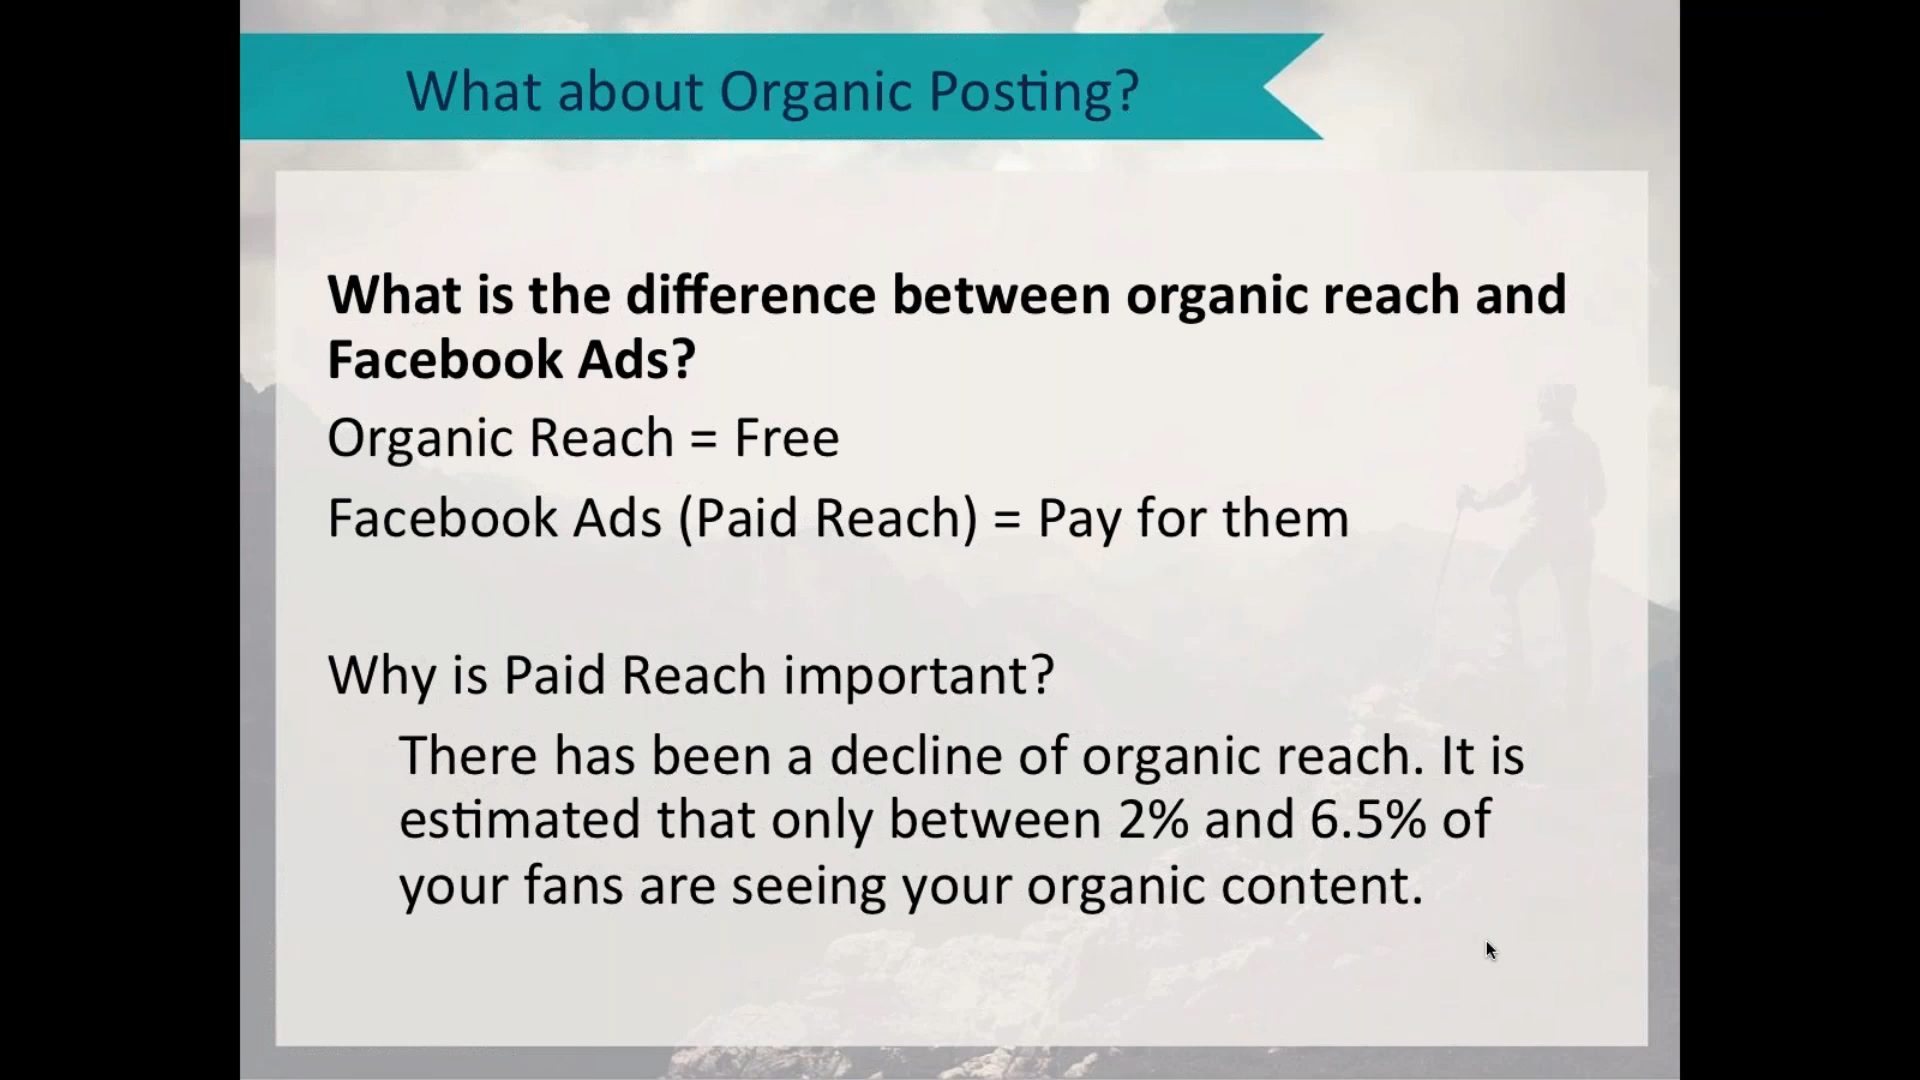 What about Organic Posting?
What is the difference between organic reach and
Facebook Ads?
Organic Reach = Free
Facebook Ads (Paid Reach) = Pay for them
Why is Paid Reach important?
There has been a decline of organic reach. It is
estimated that only between 2% and 6.5% of
your fans are seeing your organic content.